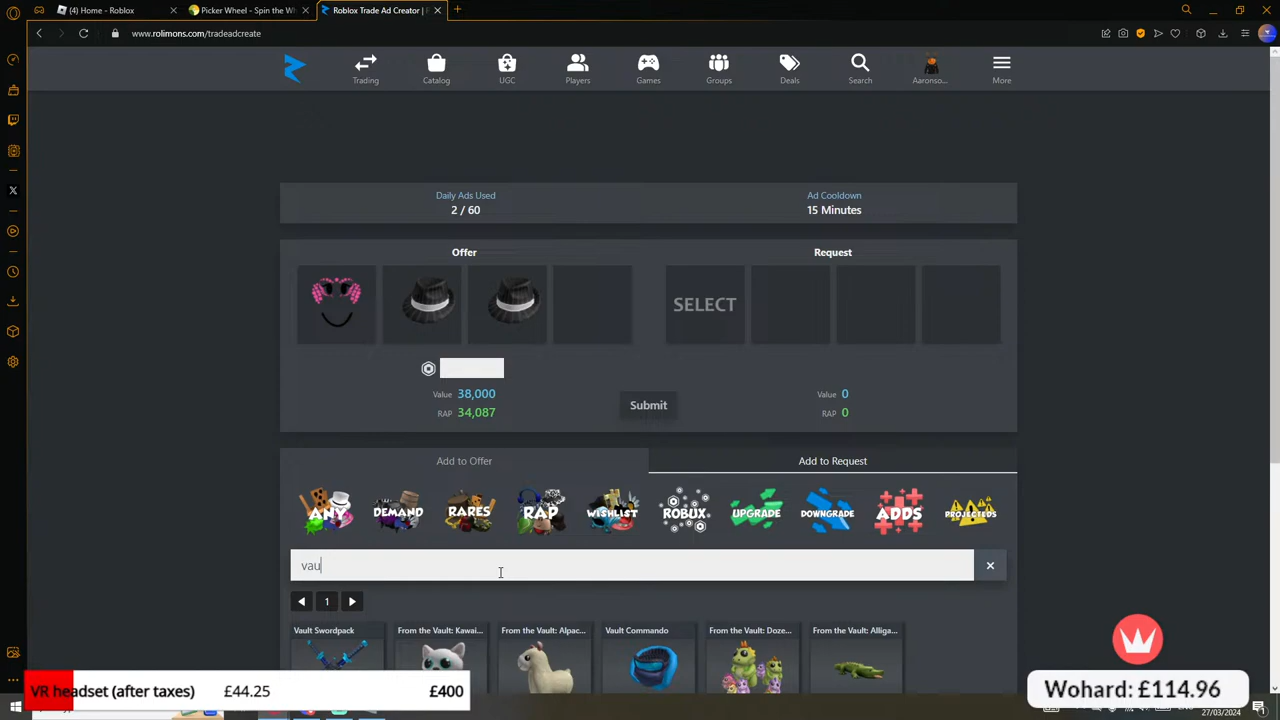 (4) Home - Roblox
Picker Wheel - Spin the Wh
Roblox Trade Ad Creator | R
www.rolimons.com/tradeadcreate
Trading
Catalog
UGC
Players
Games
Groups
Deals
Search
Aaronso...
More
Daily Ads Used
2 / 60
Ad Cooldown
15 Minutes
Offer
Request
SELECT
Value 38,000
RAP 34,087
Submit
Value 0
RAP 0
Add to Offer
Add to Request
ANY
DEMAND
RARES
RAP
WISHLIST
ROBUX
UPGRADE
DOWNGRADE
ADDS
PROJECTEDS
vau
1
Vault Swordpack
From the Vault: Kawai...
From the Vault: Alpac...
Vault Commando
From the Vault: Doze...
From the Vault: Alliga...
VR headset (after taxes) £44.25 £400
Wohard: £114.96
27/03/2024